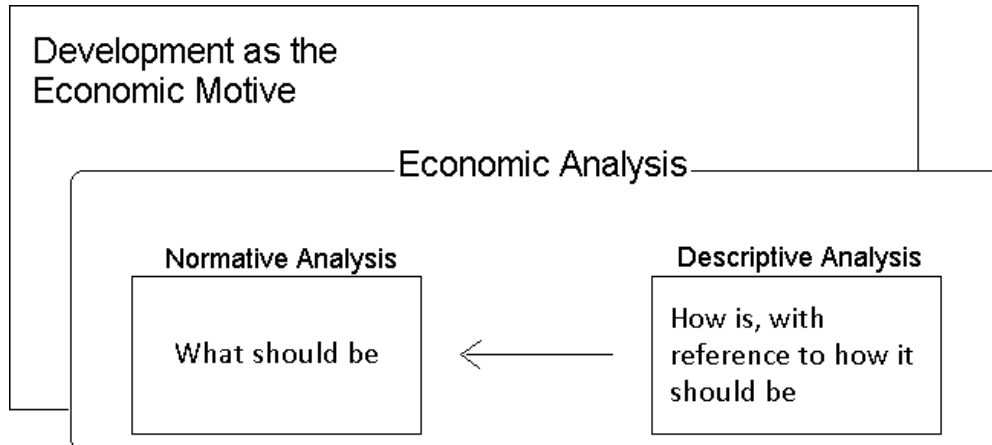 Development as the
Economic Motive
Economic Analysis
Normative Analysis
What should be
Descriptive Analysis
How is, with
reference to how it
should be